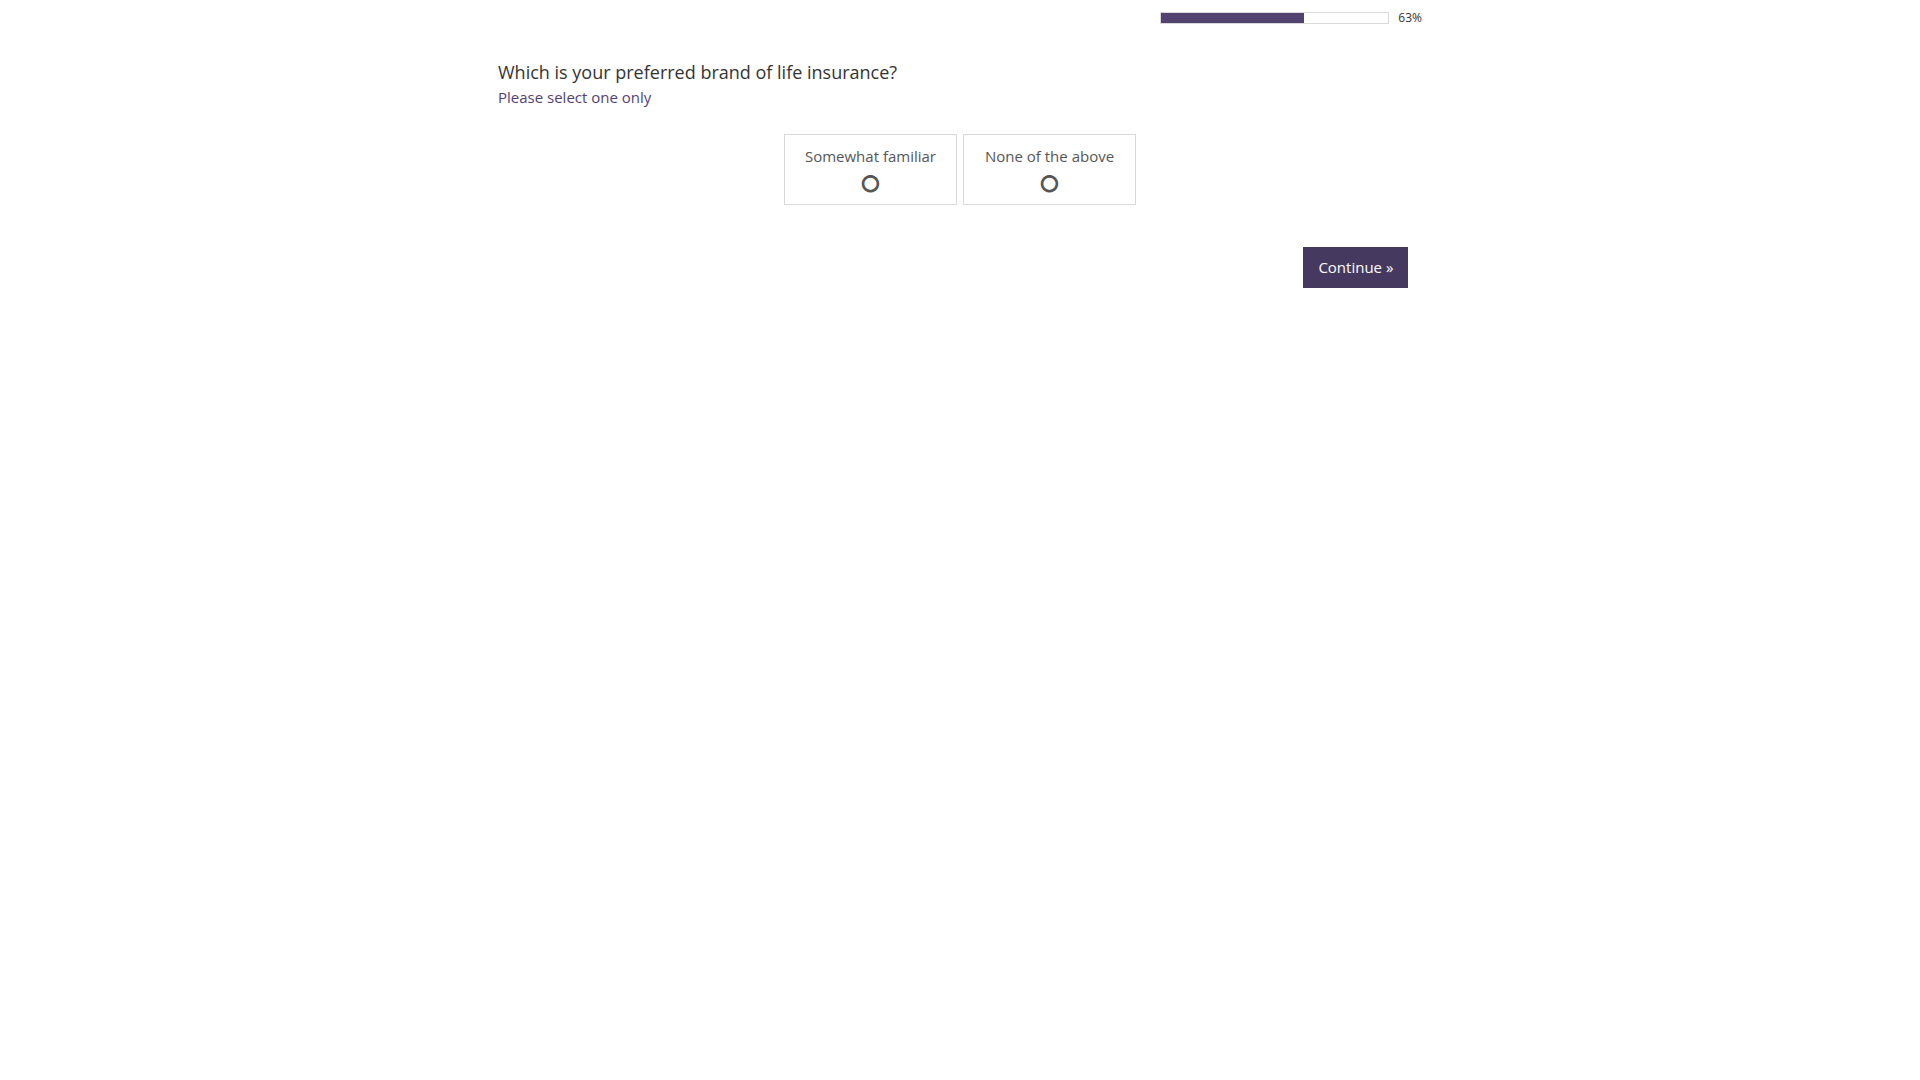 63%
Which is your preferred brand of life insurance?
Please select one only
Somewhat familiar
None of the above
Continue »